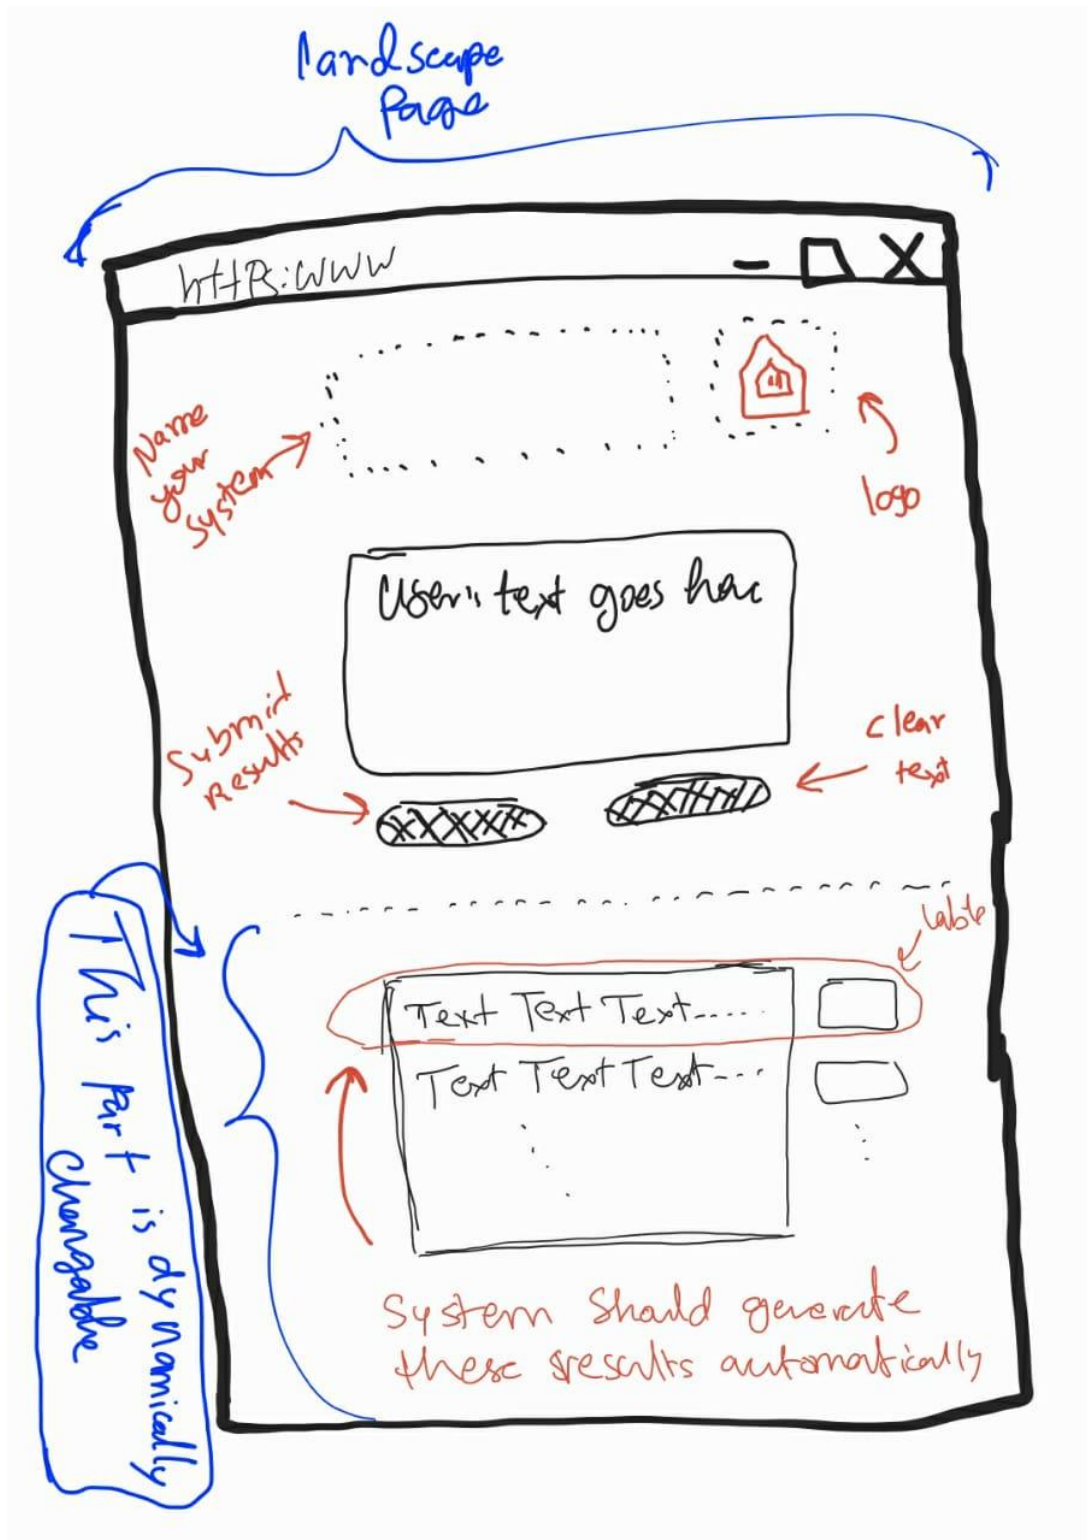 Landscape
Page
https:www
Name
your
system
logo
User's text goes here
Submit
Results
clear
text
Lable
Text Text Text.....
Text Text Text---
This part is dynamically
changable
System should generate
these results automatically